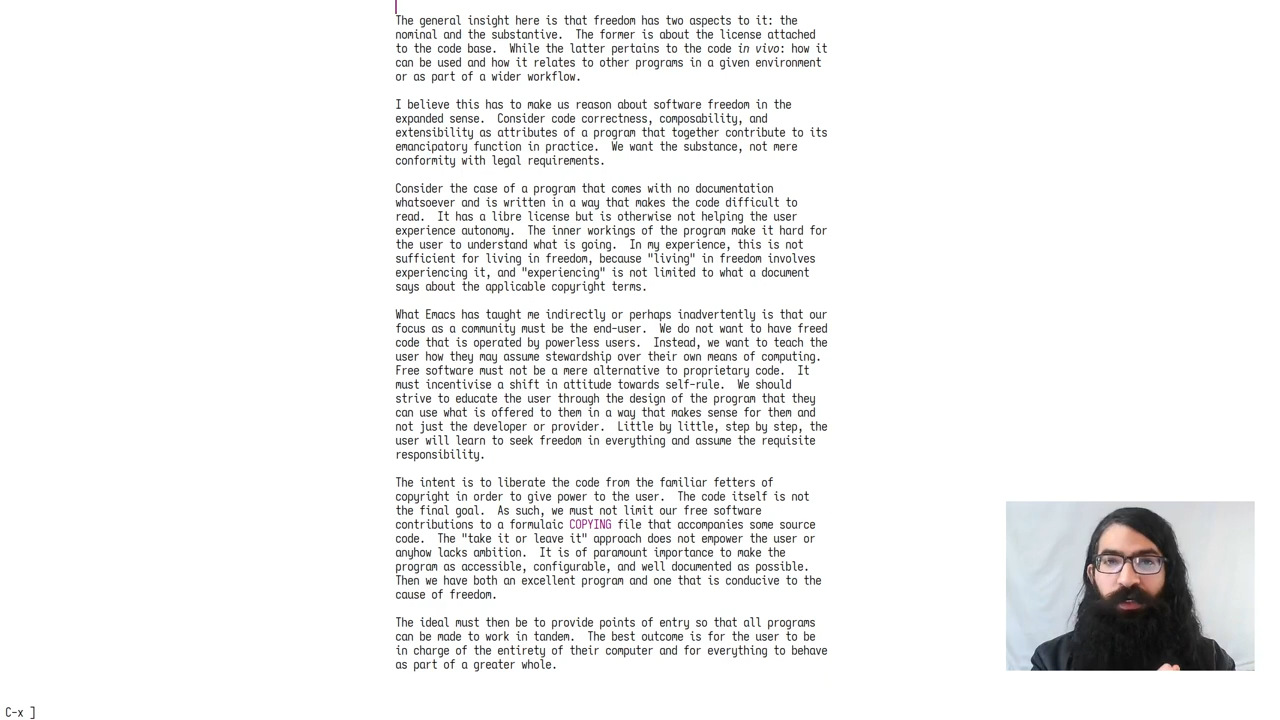 The general insight here is that freedom has two aspects to it: the
nominal and the substantive.  The former is about the license attached
to the code base.  While the latter pertains to the code in vivo: how it
can be used and how it relates to other programs in a given environment
or as part of a wider workflow.
I believe this has to make us reason about software freedom in the
expanded sense.  Consider code correctness, composability, and
extensibility as attributes of a program that together contribute to its
emancipatory function in practice.  We want the substance, not mere
conformity with legal requirements.
Consider the case of a program that comes with no documentation
whatsoever and is written in a way that makes the code difficult to
read.  It has a libre license but is otherwise not helping the user
experience autonomy.  The inner workings of the program make it hard for
the user to understand what is going.  In my experience, this is not
sufficient for living in freedom, because "living" in freedom involves
experiencing it, and "experiencing" is not limited to what a document
says about the applicable copyright terms.
What Emacs has taught me indirectly or perhaps inadvertently is that our
focus as a community must be the end-user.  We do not want to have freed
code that is operated by powerless users.  Instead, we want to teach the
user how they may assume stewardship over their own means of computing.
Free software must not be a mere alternative to proprietary code.  It
must incentivise a shift in attitude towards self-rule.  We should
strive to educate the user through the design of the program that they
can use what is offered to them in a way that makes sense for them and
not just the developer or provider.  Little by little, step by step, the
user will learn to seek freedom in everything and assume the requisite
responsibility.
The intent is to liberate the code from the familiar fetters of
copyright in order to give power to the user.  The code itself is not
the final goal.  As such, we must not limit our free software
contributions to a formulaic COPYING file that accompanies some source
code.  The "take it or leave it" approach does not empower the user or
anyhow lacks ambition.  It is of paramount importance to make the
program as accessible, configurable, and well documented as possible.
Then we have both an excellent program and one that is conducive to the
cause of freedom.
The ideal must then be to provide points of entry so that all programs
can be made to work in tandem.  The best outcome is for the user to be
in charge of the entirety of their computer and for everything to behave
as part of a greater whole.
C-x ]